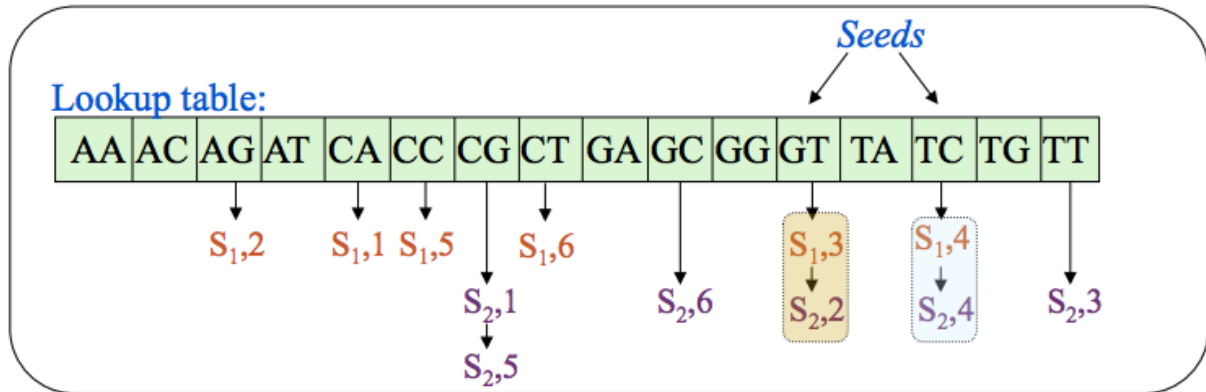 Seeds
Lookup table:
AA AC AG AT CA CC CG CT GA GC GG GT TA TC TG TT
S₁,2 S₁,1 S₁,5 S₁,6 S₁,3 S₁,4
S₂,1 S₂,6 S₂,2 S₂,4 S₂,3
S₂,5